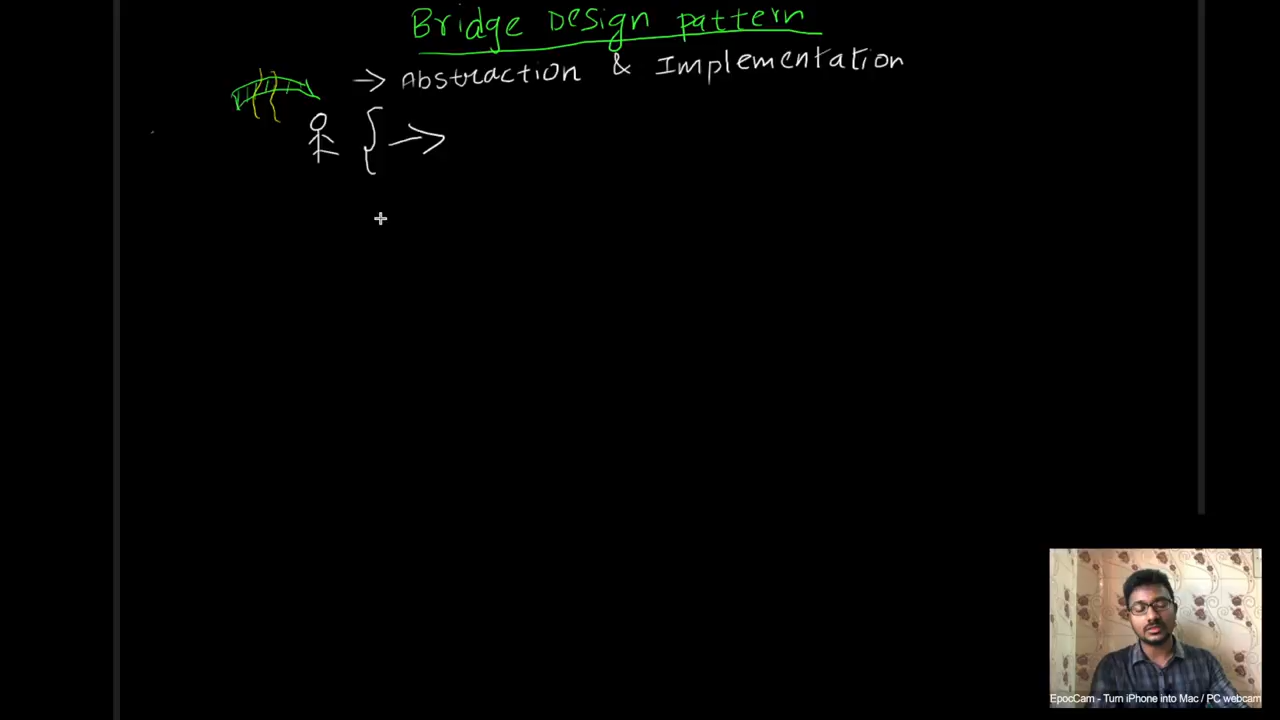 Bridge Design pattern
→ Abstraction & Implementation
EpocCam - Turn iPhone into Mac / PC webcam